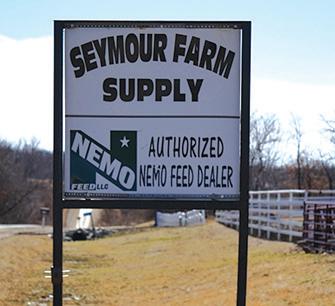 SEYMOUR FARM
SUPPLY
NEMO
FEED LLC
AUTHORIZED
NEMO FEED DEALER